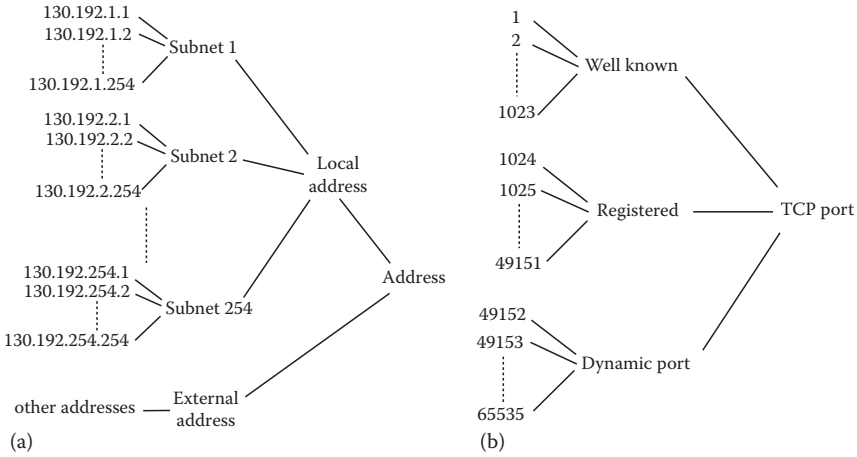 130.192.1.1
130.192.1.2
Subnet 1
130.192.1.254
130.192.2.1
130.192.2.2
Subnet 2
130.192.2.254
Local
address
130.192.254.1
130.192.254.2
Subnet 254
130.192.254.254
Address
other addresses
External
address
(a)
1
2
Well known
1023
1024
1025
Registered
49151
TCP port
49152
49153
Dynamic port
65535
(b)